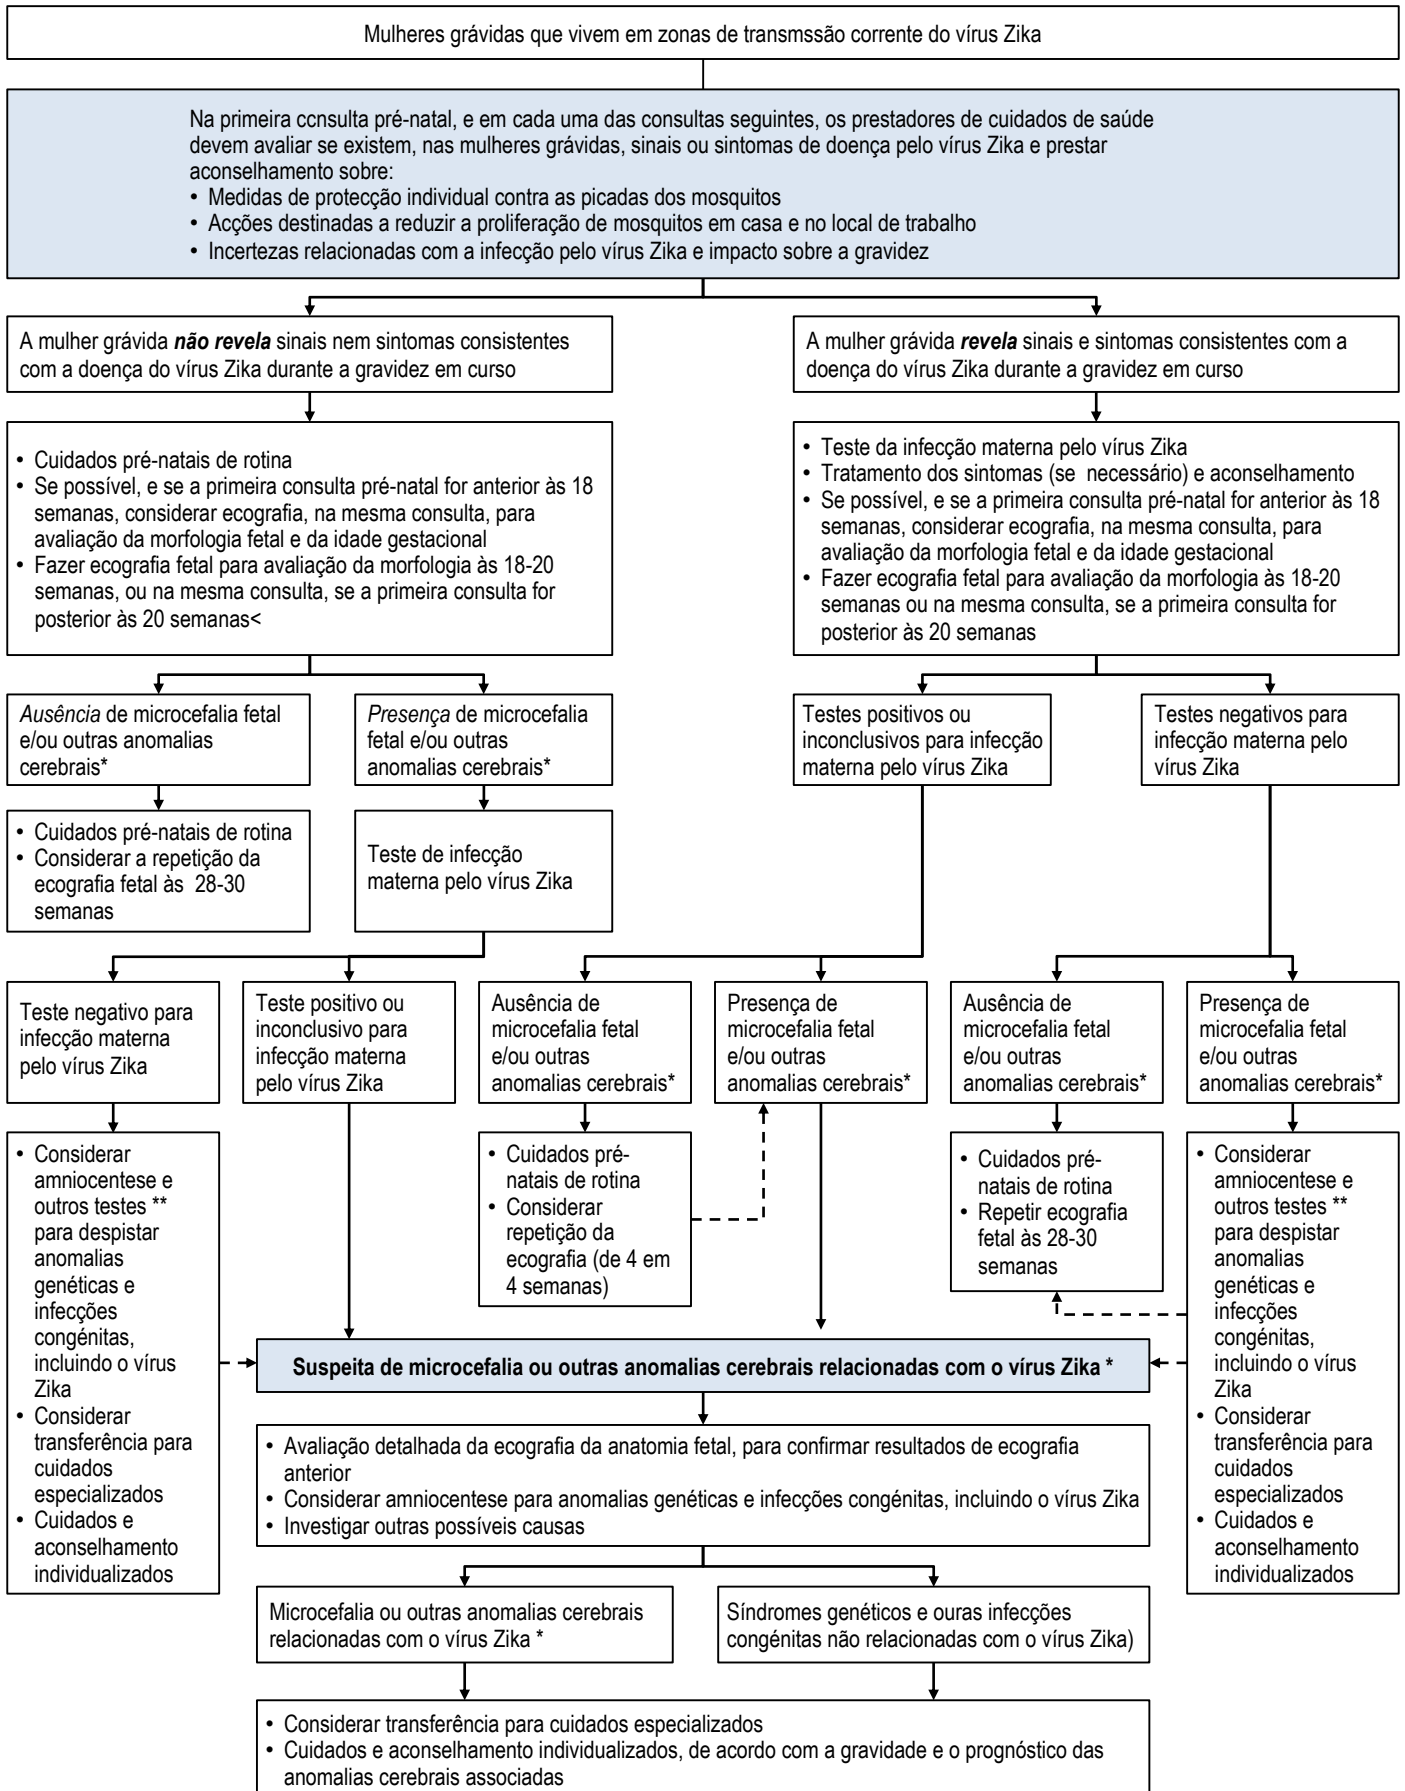 Mulheres grávidas que vivem em zonas de transmssão corrente do vírus Zika
Na primeira ccnsulta pré-natal, e em cada uma das consultas seguintes, os prestadores de cuidados de saúde
devem avaliar se existem, nas mulheres grávidas, sinais ou sintomas de doença pelo vírus Zika e prestar
aconselhamento sobre:
• Medidas de protecção individual contra as picadas dos mosquitos
• Acções destinadas a reduzir a proliferação de mosquitos em casa e no local de trabalho
• Incertezas relacionadas com a infecção pelo vírus Zika e impacto sobre a gravidez
A mulher grávida não revela sinais nem sintomas consistentes
com a doença do vírus Zika durante a gravidez em curso
A mulher grávida revela sinais e sintomas consistentes com a
doença do vírus Zika durante a gravidez em curso
• Cuidados pré-natais de rotina
• Se possível, e se a primeira consulta pré-natal for anterior às 18
semanas, considerar ecografia, na mesma consulta, para
avaliação da morfologia fetal e da idade gestacional
• Fazer ecografia fetal para avaliação da morfologia às 18-20
semanas, ou na mesma consulta, se a primeira consulta for
posterior às 20 semanas<
• Teste da infecção materna pelo vírus Zika
• Tratamento dos sintomas (se necessário) e aconselhamento
• Se possível, e se a primeira consulta pré-natal for anterior às 18
semanas, considerar ecografia, na mesma consulta, para
avaliação da morfologia fetal e da idade gestacional
• Fazer ecografia fetal para avaliação da morfologia às 18-20
semanas ou na mesma consulta, se a primeira consulta for
posterior às 20 semanas
Ausência de microcefalia fetal
e/ou outras anomalias
cerebrais*
Presença de microcefalia
fetal e/ou outras
anomalias cerebrais*
Testes positivos ou
inconclusivos para infecção
materna pelo vírus Zika
Testes negativos para
infecção materna pelo
vírus Zika
• Cuidados pré-natais de rotina
• Considerar a repetição da
ecografia fetal às 28-30
semanas
Teste de infecção
materna pelo vírus Zika
Teste negativo para
infecção materna
pelo vírus Zika
Teste positivo ou
inconclusivo para
infecção materna
pelo vírus Zika
Ausência de
microcefalia fetal
e/ou outras
anomalias cerebrais*
Presença de
microcefalia fetal
e/ou outras
anomalias cerebrais*
Ausência de
microcefalia fetal
e/ou outras
anomalias cerebrais*
Presença de
microcefalia fetal
e/ou outras
anomalias cerebrais*
• Considerar
amniocentese e
outros testes **
para despistar
anomalias
genéticas e
infecções
congénitas,
incluindo o vírus
Zika
• Considerar
transferência para
cuidados
especializados
• Cuidados e
aconselhamento
individualizados
• Cuidados pré-
natais de rotina
• Considerar
repetição da
ecografia (de 4 em
4 semanas)
• Cuidados pré-
natais de rotina
• Repetir ecografia
fetal às 28-30
semanas
• Considerar
amniocentese e
outros testes **
para despistar
anomalias
genéticas e
infecções
congénitas,
incluindo o vírus
Zika
• Considerar
transferência para
cuidados
especializados
• Cuidados e
aconselhamento
individualizados
Suspeita de microcefalia ou outras anomalias cerebrais relacionadas com o vírus Zika *
• Avaliação detalhada da ecografia da anatomia fetal, para confirmar resultados de ecografia
anterior
• Considerar amniocentese para anomalias genéticas e infecções congénitas, incluindo o vírus Zika
• Investigar outras possíveis causas
Microcefalia ou outras anomalias cerebrais
relacionadas com o vírus Zika *
Síndromes genéticos e ouras infecções
congénitas não relacionadas com o vírus Zika)
• Considerar transferência para cuidados especializados
• Cuidados e aconselhamento individualizados, de acordo com a gravidade e o prognóstico das
anomalias cerebrais associadas